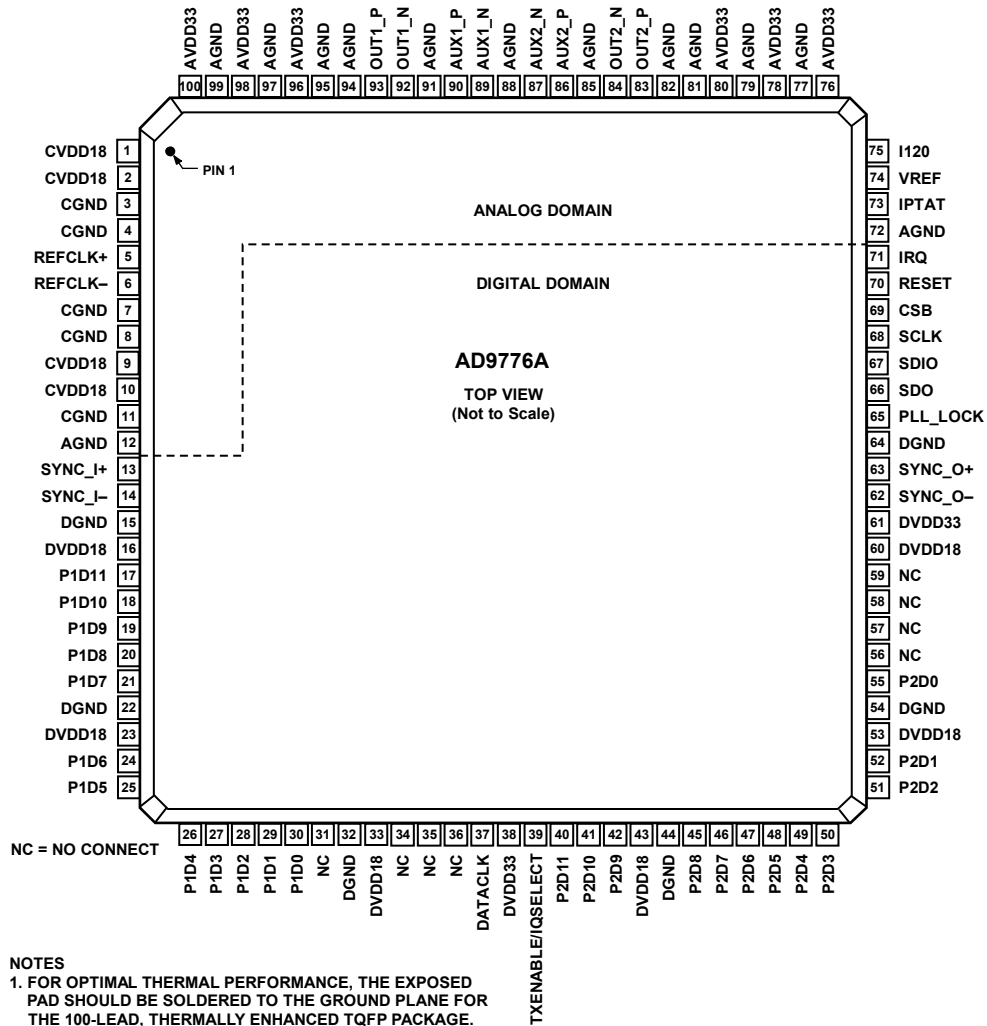 AVDD33
AGND
AVDD33
AGND
AVDD33
AGND
AGND
OUT1_P
OUT1_N
AGND
AUX1_P
AUX1_N
AGND
AUX2_N
AUX2_P
AGND
OUT2_N
OUT2_P
AGND
AGND
AVDD33
AGND
AVDD33
AGND
AVDD33
100 99 98 97 96 95 94 93 92 91 90 89 88 87 86 85 84 83 82 81 80 79 78 77 76
CVDD18 1
CVDD18 2
CGND 3
CGND 4
REFCLK+ 5
REFCLK– 6
CGND 7
CGND 8
CVDD18 9
CVDD18 10
CGND 11
AGND 12
SYNC_I+ 13
SYNC_I– 14
DGND 15
DVDD18 16
P1D11 17
P1D10 18
P1D9 19
P1D8 20
P1D7 21
DGND 22
DVDD18 23
P1D6 24
P1D5 25
PIN 1
ANALOG DOMAIN
DIGITAL DOMAIN
AD9776A
TOP VIEW
(Not to Scale)
75 I120
74 VREF
73 IPTAT
72 AGND
71 IRQ
70 RESET
69 CSB
68 SCLK
67 SDIO
66 SDO
65 PLL_LOCK
64 DGND
63 SYNC_O+
62 SYNC_O–
61 DVDD33
60 DVDD18
59 NC
58 NC
57 NC
56 NC
55 P2D0
54 DGND
53 DVDD18
52 P2D1
51 P2D2
26 27 28 29 30 31 32 33 34 35 36 37 38 39 40 41 42 43 44 45 46 47 48 49 50
P1D4
P1D3
P1D2
P1D1
P1D0
NC
DGND
DVDD18
NC
NC
NC
DATACLK
DVDD33
TXENABLE/IQSELECT
P2D11
P2D10
P2D9
DVDD18
DGND
P2D8
P2D7
P2D6
P2D5
P2D4
P2D3
NC = NO CONNECT
NOTES
1. FOR OPTIMAL THERMAL PERFORMANCE, THE EXPOSED
PAD SHOULD BE SOLDERED TO THE GROUND PLANE FOR
THE 100-LEAD, THERMALLY ENHANCED TQFP PACKAGE.